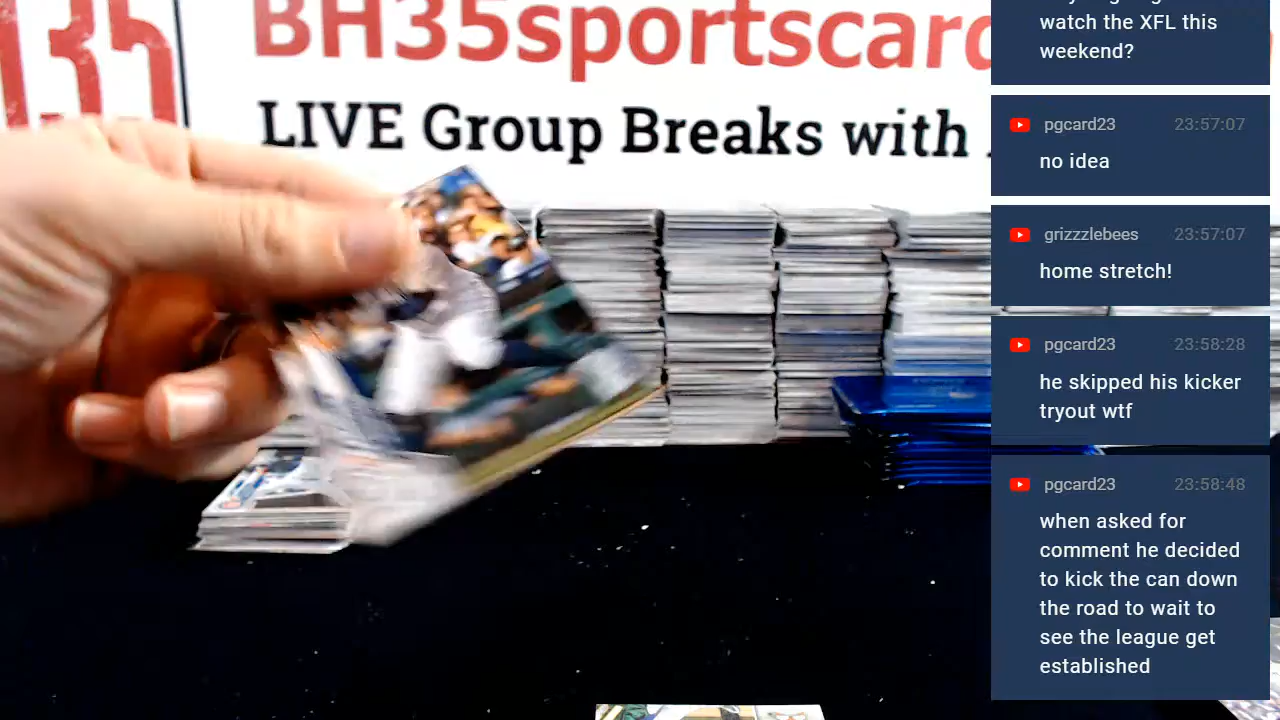 135
BH35sportscard
LIVE Group Breaks with
watch the XFL this
weekend?
pgcard23 23:57:07
no idea
grizzzlebees 23:57:07
home stretch!
pgcard23 23:58:28
he skipped his kicker
tryout wtf
pgcard23 23:58:48
when asked for
comment he decided
to kick the can down
the road to wait to
see the league get
established